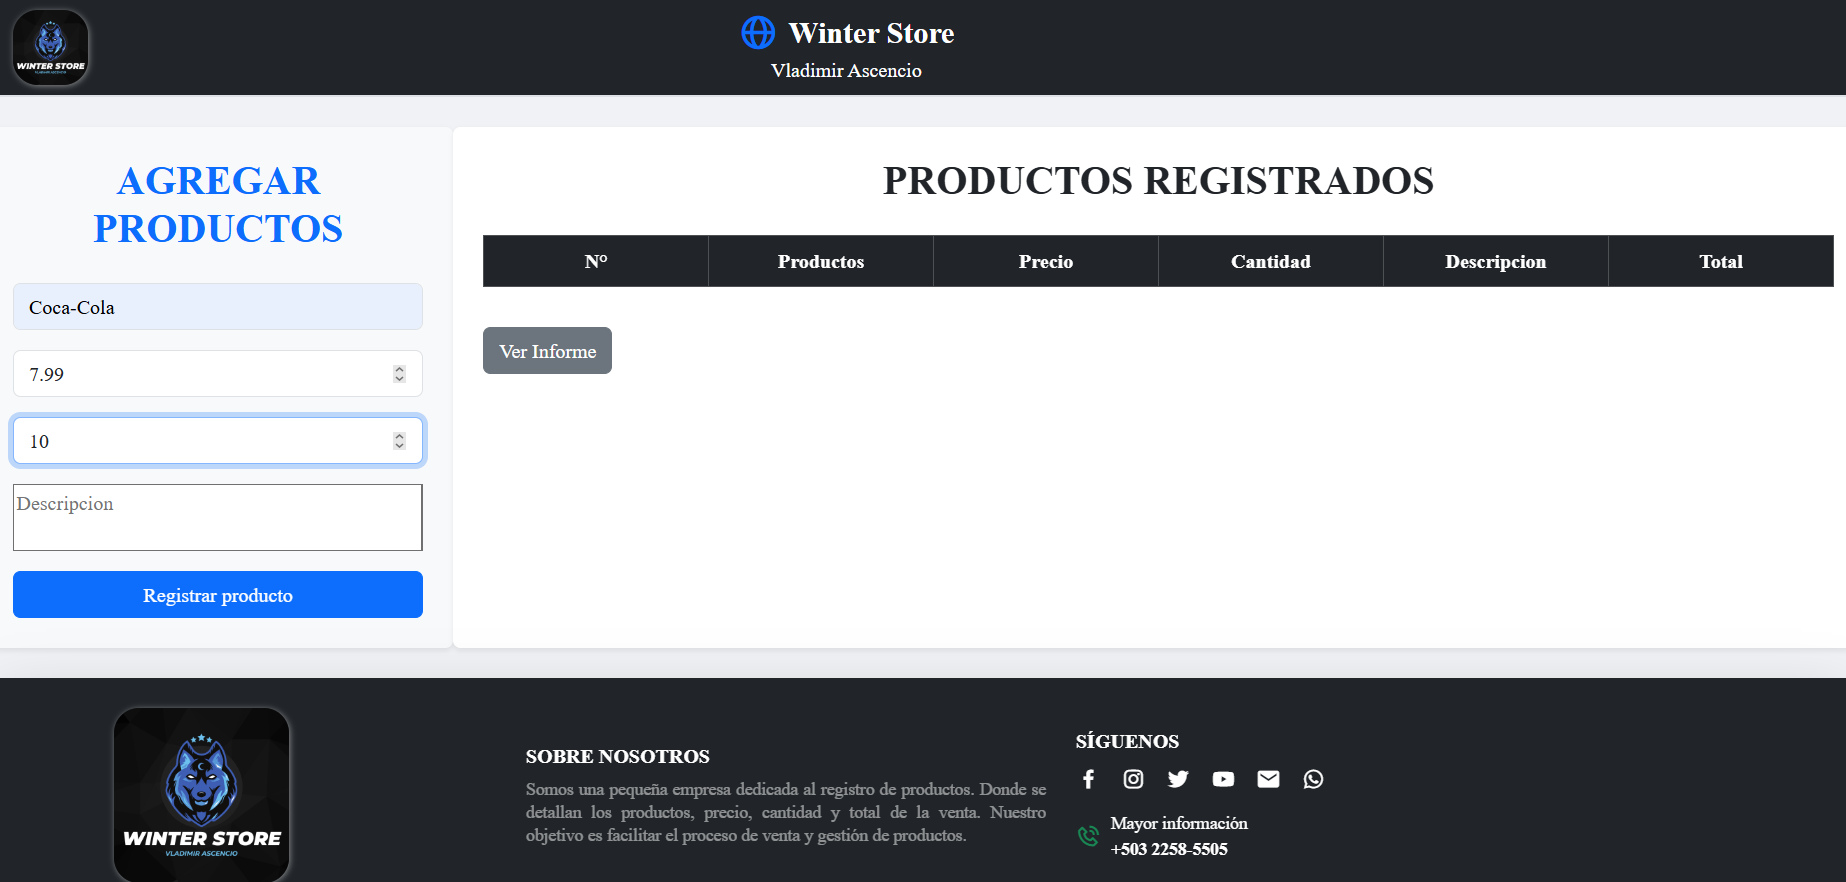 WINTER STORE
VLADIMIR ASCENCIO
Winter Store
Vladimir Ascencio
AGREGAR
PRODUCTOS
Coca-Cola
7.99
10
Descripcion
Registrar producto
PRODUCTOS REGISTRADOS
N° Productos Precio Cantidad Descripcion Total
Ver Informe
WINTER STORE
VLADIMIR ASCENCIO
SOBRE NOSOTROS
Somos una pequeña empresa dedicada al registro de productos. Donde se
detallan los productos, precio, cantidad y total de la venta. Nuestro
objetivo es facilitar el proceso de venta y gestión de productos.
SÍGUENOS
Mayor información
+503 2258-5505